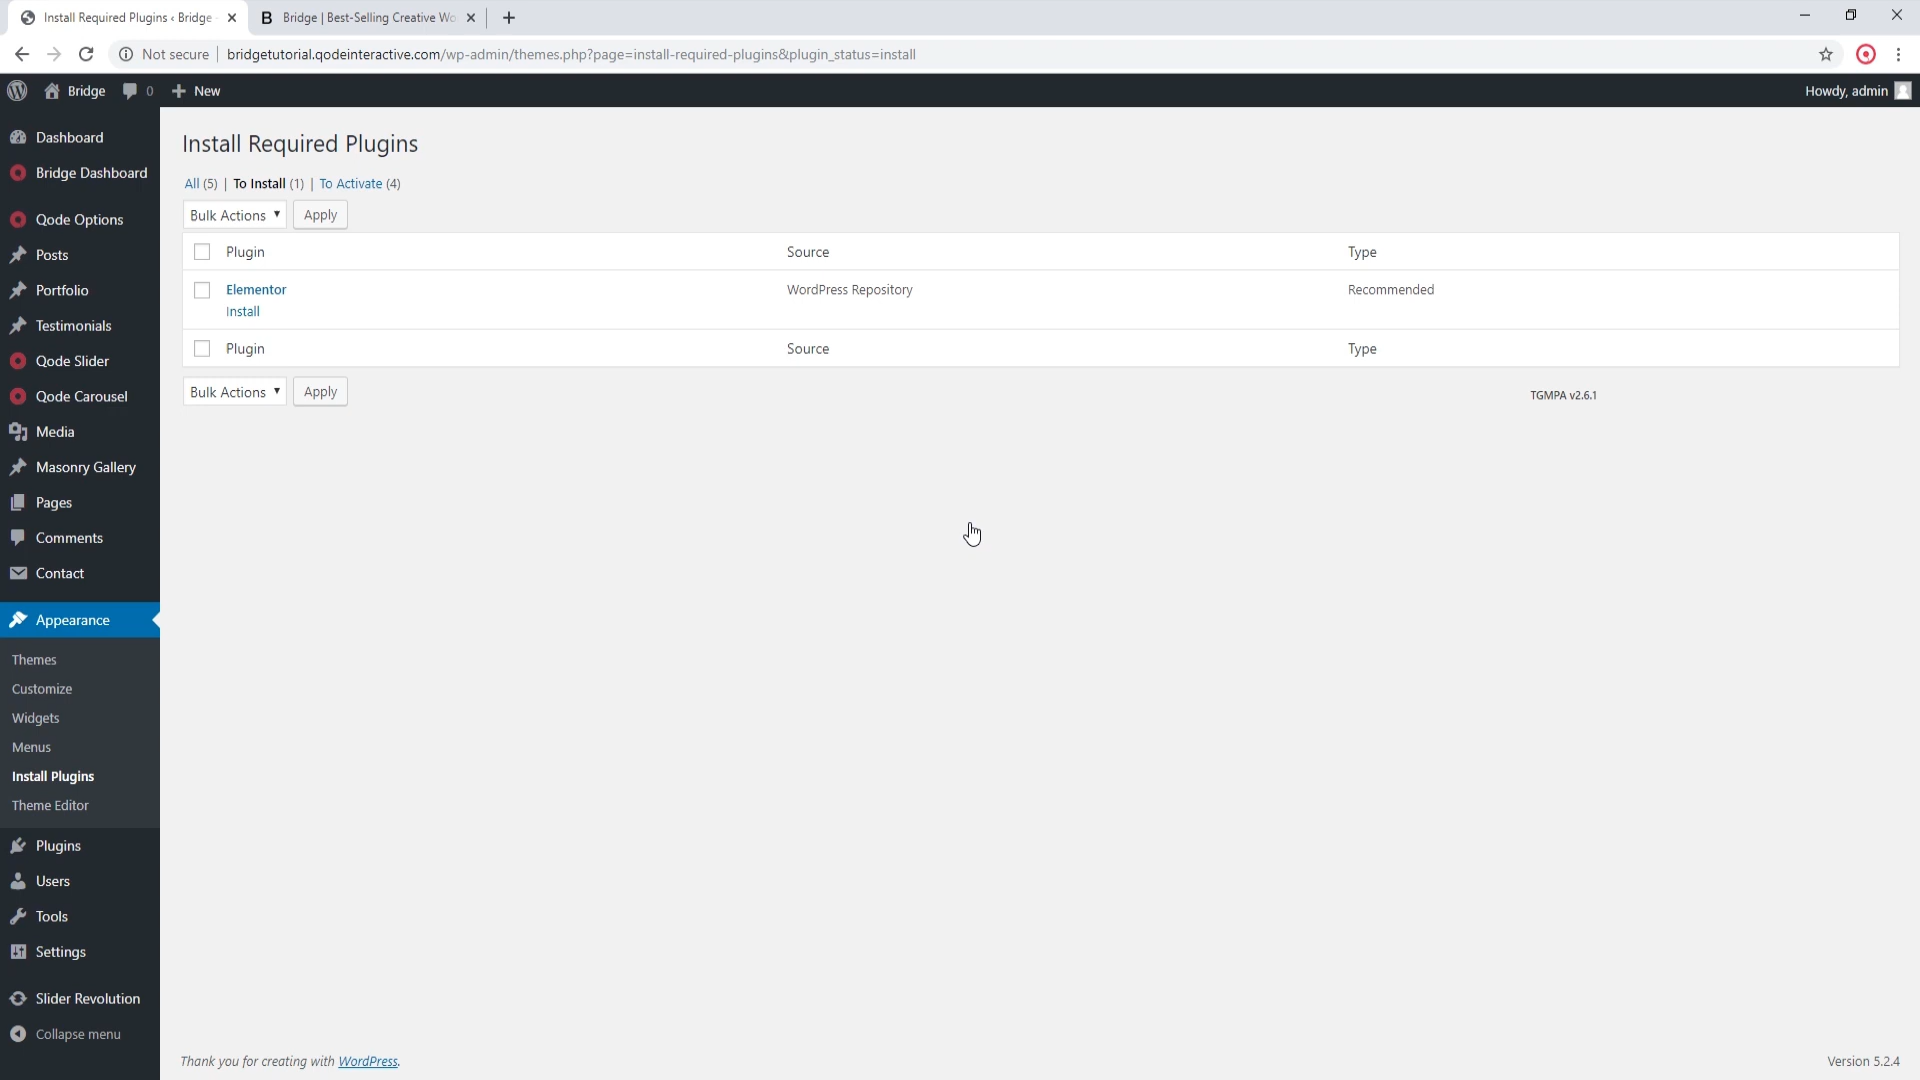 Install Required Plugins ‹ Bridge
Bridge | Best-Selling Creative Wo
Not secure | bridgetutorial.qodeinteractive.com/wp-admin/themes.php?page=install-required-plugins&plugin_status=install
Bridge 0 New Howdy, admin
Dashboard
Bridge Dashboard
Qode Options
Posts
Portfolio
Testimonials
Qode Slider
Qode Carousel
Media
Masonry Gallery
Pages
Comments
Contact
Appearance
Themes
Customize
Widgets
Menus
Install Plugins
Theme Editor
Plugins
Users
Tools
Settings
Slider Revolution
Collapse menu
Install Required Plugins
All (5) | To Install (1) | To Activate (4)
Bulk Actions Apply
Plugin Source Type
Elementor WordPress Repository Recommended
Install
Plugin Source Type
Bulk Actions Apply
TGMPA v2.6.1
Thank you for creating with WordPress.
Version 5.2.4